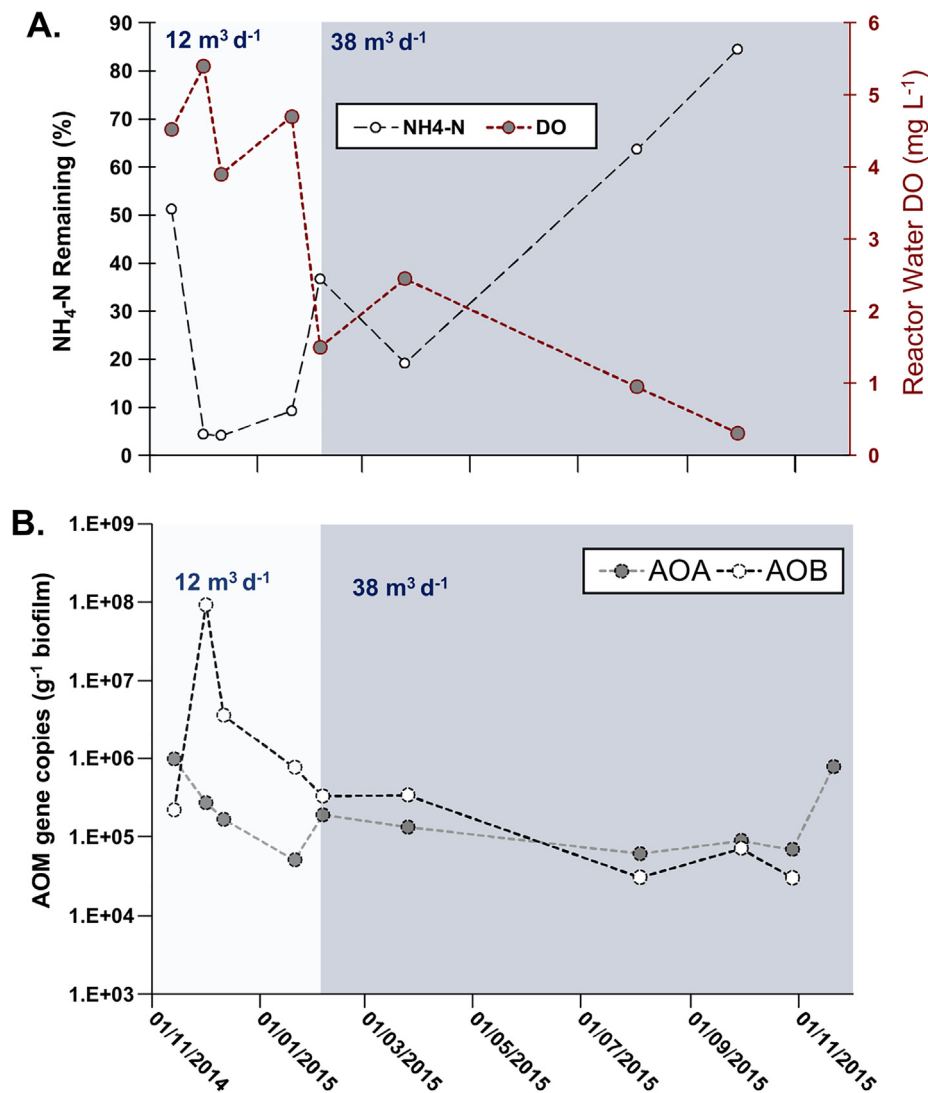 A.
12 m³ d⁻¹
38 m³ d⁻¹
NH4-N
DO
NH₄-N Remaining (%)
90
80
70
60
50
40
30
20
10
0
Reactor Water DO (mg L⁻¹)
6
5
4
3
2
1
0
B.
12 m³ d⁻¹
38 m³ d⁻¹
AOA
AOB
AOM gene copies (g⁻¹ biofilm)
1.E+09
1.E+08
1.E+07
1.E+06
1.E+05
1.E+04
1.E+03
01/11/2014
01/01/2015
01/03/2015
01/05/2015
01/07/2015
01/09/2015
01/11/2015